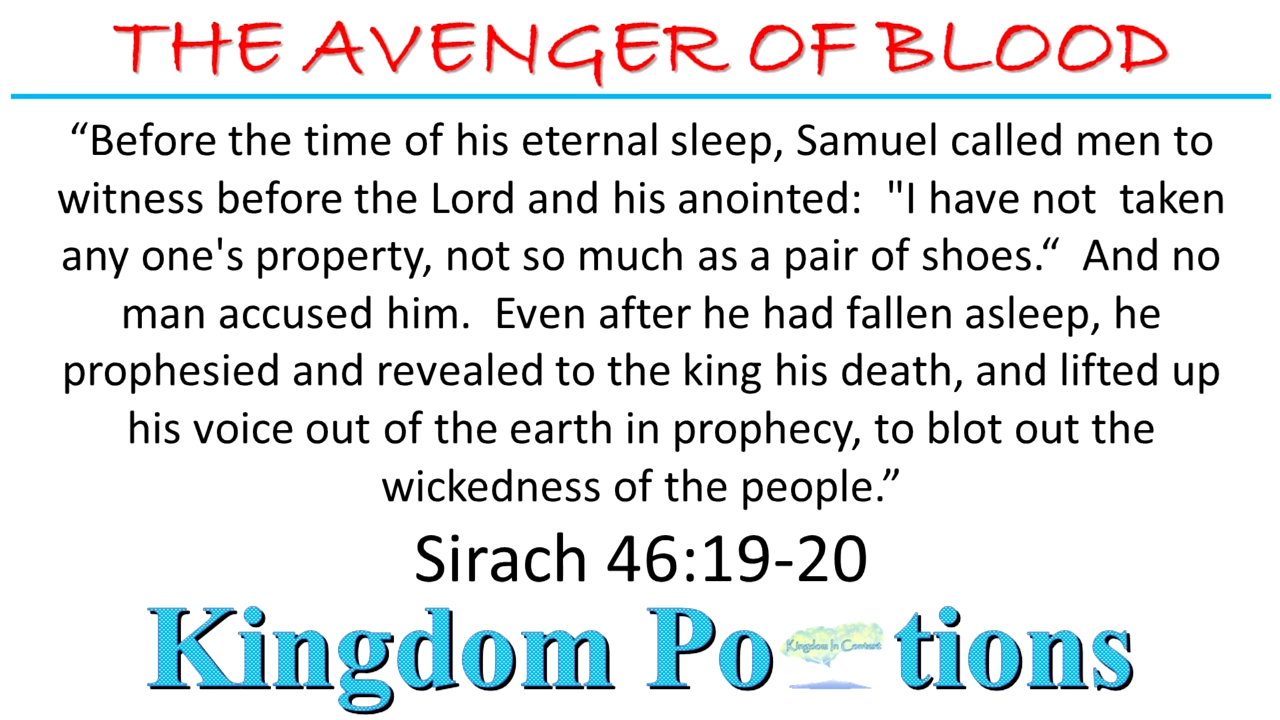 THE AVENGER OF BLOOD
“Before the time of his eternal sleep, Samuel called men to
witness before the Lord and his anointed:  "I have not  taken
any one's property, not so much as a pair of shoes.“  And no
man accused him.  Even after he had fallen asleep, he
prophesied and revealed to the king his death, and lifted up
his voice out of the earth in prophecy, to blot out the
wickedness of the people.”
Sirach 46:19-20
Kingdom Po tions
Kingdom In Context